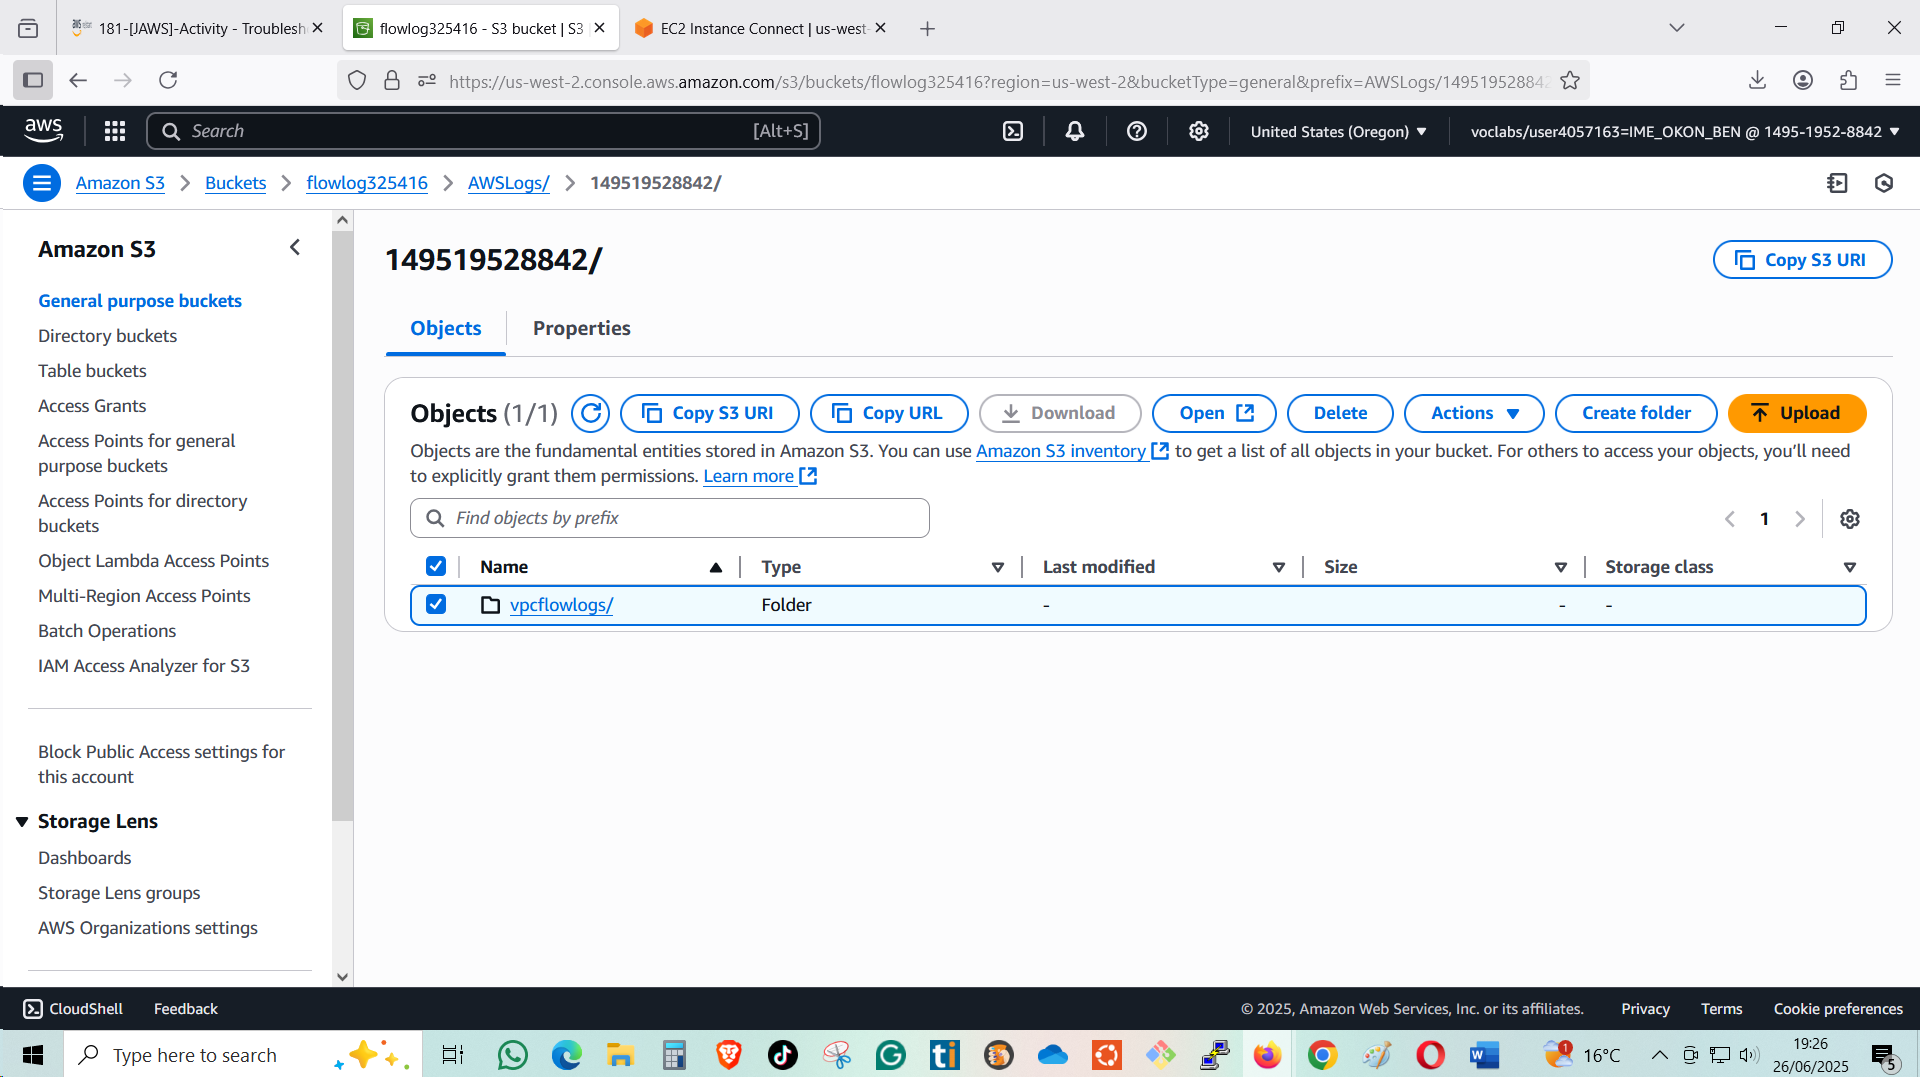 181-[JAWS]-Activity - Troublesh
flowlog325416 - S3 bucket | S3
EC2 Instance Connect | us-west-
https://us-west-2.console.aws.amazon.com/s3/buckets/flowlog325416?region=us-west-2&bucketType=general&prefix=AWSLogs/149519528842
aws
Search
[Alt+S]
United States (Oregon)
voclabs/user4057163=IME_OKON_BEN @ 1495-1952-8842
Amazon S3
Buckets
flowlog325416
AWSLogs/
149519528842/
Amazon S3
General purpose buckets
Directory buckets
Table buckets
Access Grants
Access Points for general
purpose buckets
Access Points for directory
buckets
Object Lambda Access Points
Multi-Region Access Points
Batch Operations
IAM Access Analyzer for S3
Block Public Access settings for
this account
Storage Lens
Dashboards
Storage Lens groups
AWS Organizations settings
149519528842/
Copy S3 URI
Objects
Properties
Objects (1/1)
Copy S3 URI
Copy URL
Download
Open
Delete
Actions
Create folder
Upload
Objects are the fundamental entities stored in Amazon S3. You can use Amazon S3 inventory to get a list of all objects in your bucket. For others to access your objects, you'll need
to explicitly grant them permissions. Learn more
Find objects by prefix
1
Name
Type
Last modified
Size
Storage class
vpcflowlogs/
Folder
-
-
-
CloudShell
Feedback
© 2025, Amazon Web Services, Inc. or its affiliates.
Privacy
Terms
Cookie preferences
Type here to search
1
16°C
19:26
26/06/2025
5